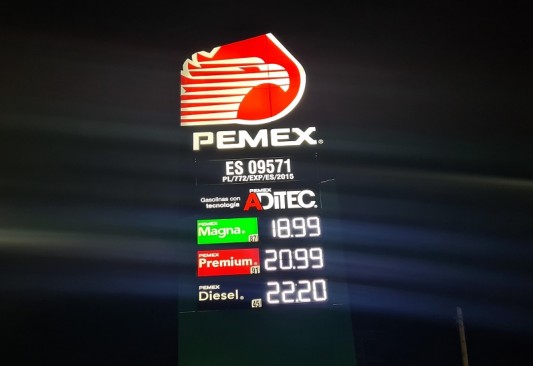 PEMEX®
ES 09571
PL/772/EXP/ES/2015
Gasolinas con tecnología PEMEX ADITEC.
PEMEX Magna® 87 18.99
PEMEX Premium® 91 20.99
PEMEX Diesel® 45 22.20